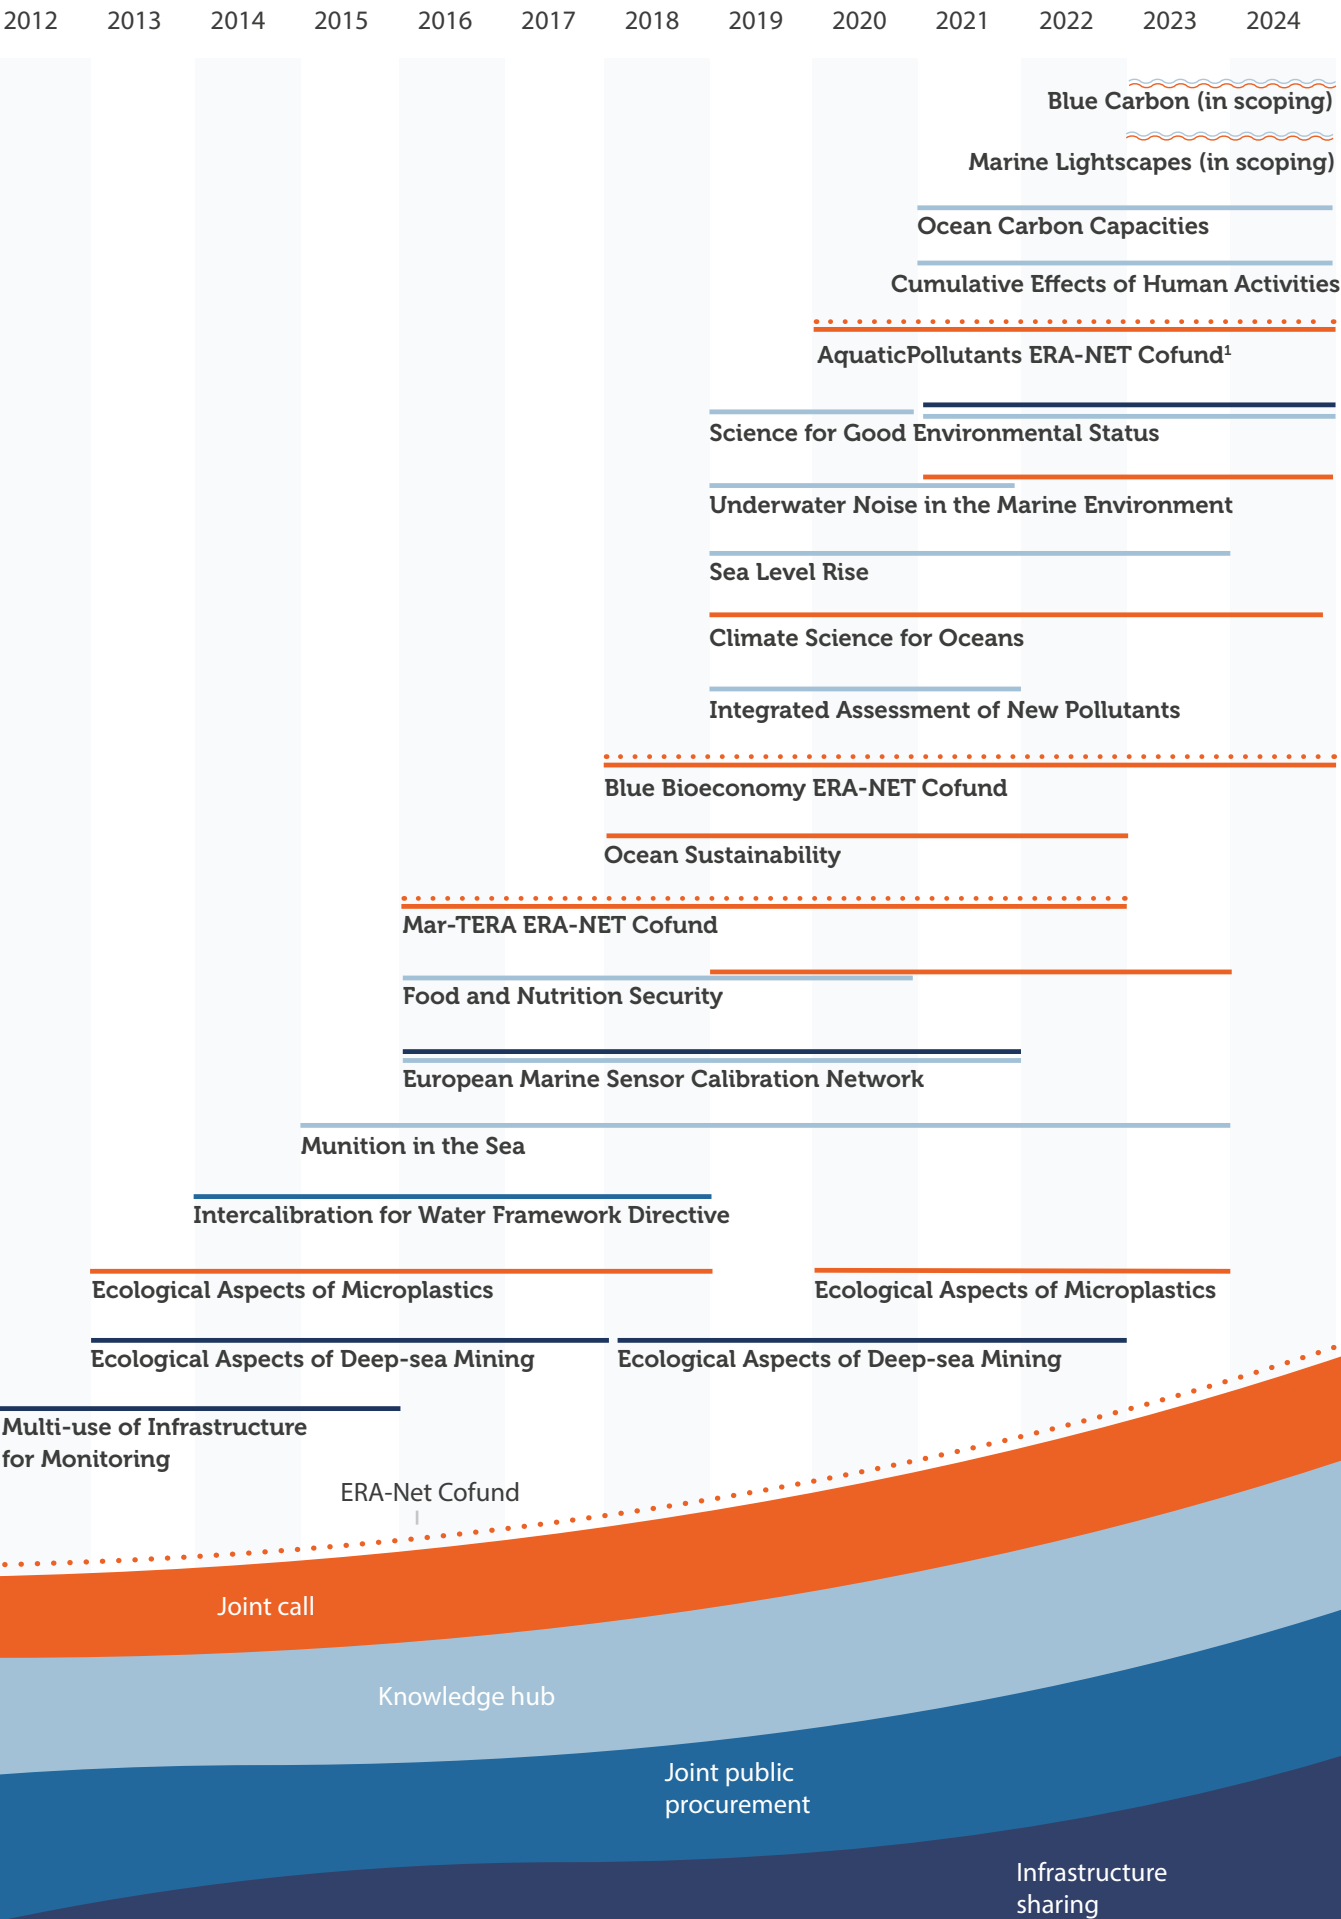 2012 2013 2014 2015 2016 2017 2018 2019 2020 2021 2022 2023 2024
Blue Carbon (in scoping)
Marine Lightscapes (in scoping)
Ocean Carbon Capacities
Cumulative Effects of Human Activities
AquaticPollutants ERA-NET Cofund¹
Science for Good Environmental Status
Underwater Noise in the Marine Environment
Sea Level Rise
Climate Science for Oceans
Integrated Assessment of New Pollutants
Blue Bioeconomy ERA-NET Cofund
Ocean Sustainability
Mar-TERA ERA-NET Cofund
Food and Nutrition Security
European Marine Sensor Calibration Network
Munition in the Sea
Intercalibration for Water Framework Directive
Ecological Aspects of Microplastics Ecological Aspects of Microplastics
Ecological Aspects of Deep-sea Mining Ecological Aspects of Deep-sea Mining
Multi-use of Infrastructure
for Monitoring
ERA-Net Cofund
Joint call
Knowledge hub
Joint public
procurement
Infrastructure
sharing